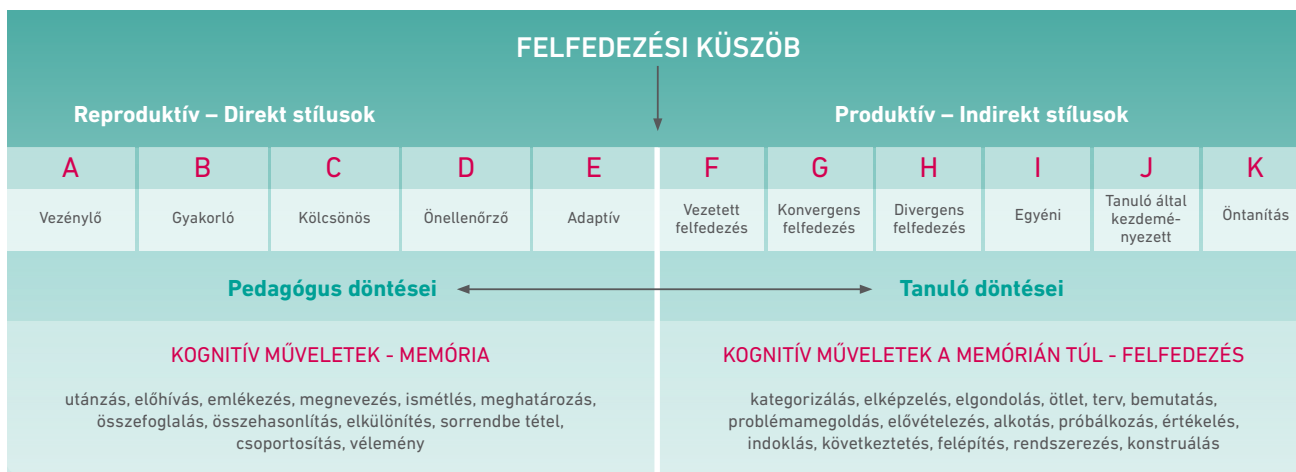 FELFEDEZÉSI KÜSZÖB
Reproduktív – Direkt stílusok
Produktív – Indirekt stílusok
A B C D E F G H I J K
Vezénylő
Gyakorló
Kölcsönös
Önellenőrző
Adaptív
Vezetett
felfedezés
Konvergens
felfedezés
Divergens
felfedezés
Egyéni
Tanuló által
kezdemé-
nyezett
Öntanítás
Pedagógus döntései
Tanuló döntései
KOGNITÍV MŰVELETEK - MEMÓRIA
utánzás, előhívás, emlékezés, megnevezés, ismétlés, meghatározás,
összefoglalás, összehasonlítás, elkülönítés, sorrendbe tétel,
csoportosítás, vélemény
KOGNITÍV MŰVELETEK A MEMÓRIÁN TÚL - FELFEDEZÉS
kategorizálás, elképzelés, elgondolás, ötlet, terv, bemutatás,
problémamegoldás, elővételezés, alkotás, próbálkozás, értékelés,
indoklás, következtetés, felépítés, rendszerezés, konstruálás